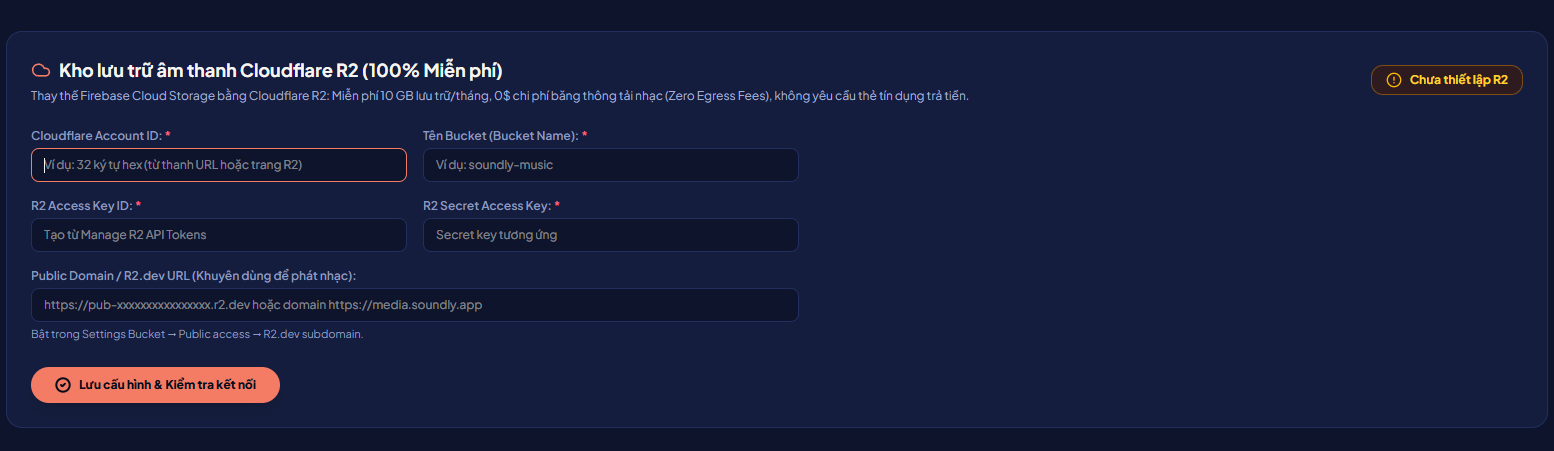 Kho lưu trữ âm thanh Cloudflare R2 (100% Miễn phí)
Chưa thiết lập R2
Thay thế Firebase Cloud Storage bằng Cloudflare R2: Miễn phí 10 GB lưu trữ/tháng, 0$ chi phí băng thông tải nhạc (Zero Egress Fees), không yêu cầu thẻ tín dụng trả tiền.
Cloudflare Account ID: *
Tên Bucket (Bucket Name): *
Ví dụ: 32 ký tự hex (từ thanh URL hoặc trang R2)
Ví dụ: soundly-music
R2 Access Key ID: *
R2 Secret Access Key: *
Tạo từ Manage R2 API Tokens
Secret key tương ứng
Public Domain / R2.dev URL (Khuyên dùng để phát nhạc):
https://pub-xxxxxxxxxxxxxxxx.r2.dev hoặc domain https://media.soundly.app
Bật trong Settings Bucket → Public access → R2.dev subdomain.
Lưu cấu hình & Kiểm tra kết nối